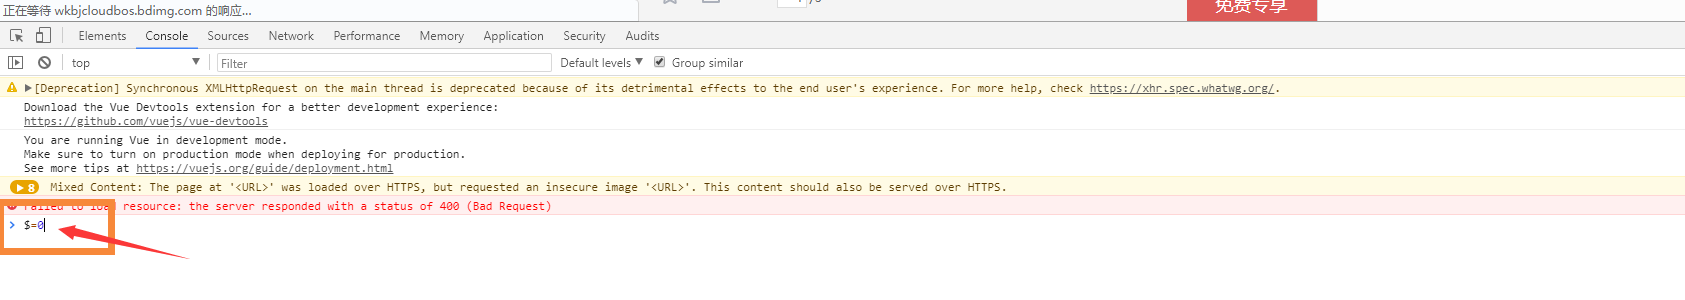 正在等待 wkbjcloudbos.bdimg.com 的响应...
免费专享
Elements Console Sources Network Performance Memory Application Security Audits
top Filter Default levels Group similar
[Deprecation] Synchronous XMLHttpRequest on the main thread is deprecated because of its detrimental effects to the end user's experience. For more help, check https://xhr.spec.whatwg.org/.
Download the Vue Devtools extension for a better development experience:
https://github.com/vuejs/vue-devtools
You are running Vue in development mode.
Make sure to turn on production mode when deploying for production.
See more tips at https://vuejs.org/guide/deployment.html
8 Mixed Content: The page at '<URL>' was loaded over HTTPS, but requested an insecure image '<URL>'. This content should also be served over HTTPS.
Failed to load resource: the server responded with a status of 400 (Bad Request)
> $=0